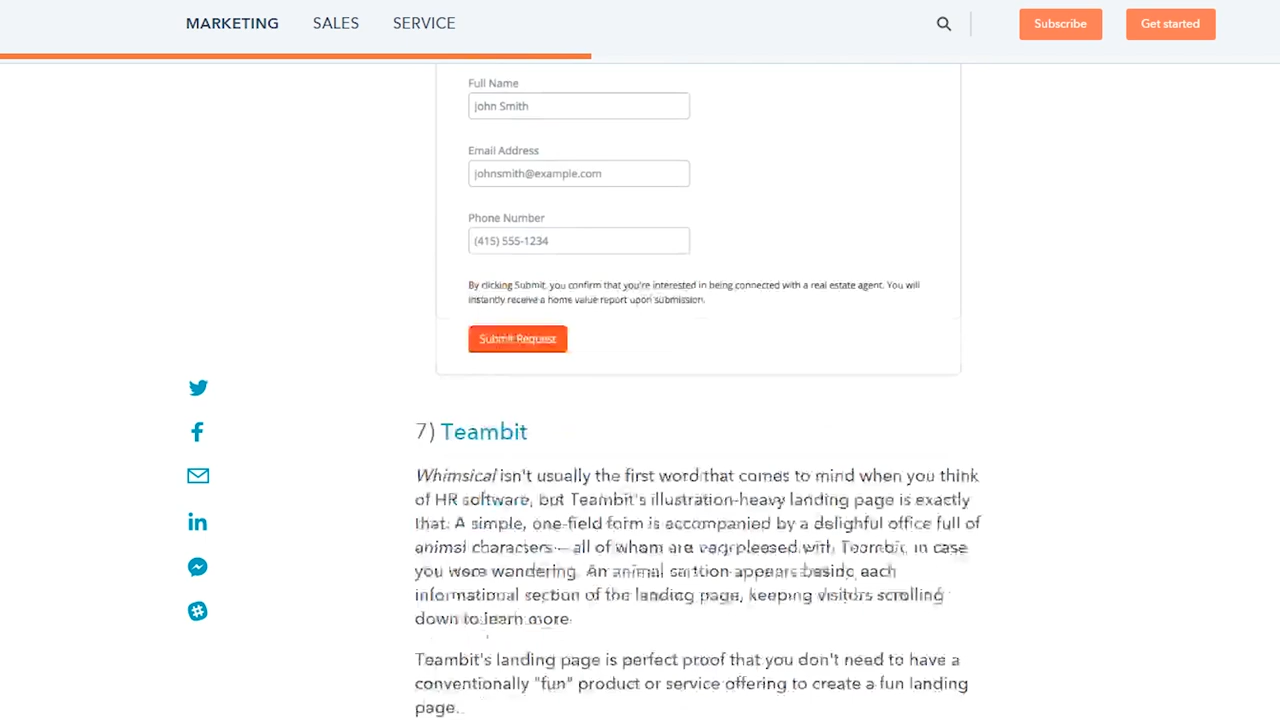 MARKETING SALES SERVICE Subscribe Get started
Full Name
John Smith
Email Address
johnsmith@example.com
Phone Number
(415) 555-1234
By clicking Submit, you confirm that you're interested in being connected with a real estate agent. You will
instantly receive a home value report upon submission.
Submit Request
7) Teambit
Whimsical isn't usually the first word that comes to mind when you think
of HR software, but Teambit's illustration-heavy landing page is exactly
that. A simple, one-field form is accompanied by a delighful office full of
animal characters — all of whom are very pleased with Teambit, in case
you were wondering. An animal cartoon appears beside each
informational section of the landing page, keeping visitors scrolling
down to learn more.
Teambit's landing page is perfect proof that you don't need to have a
conventionally "fun" product or service offering to create a fun landing
page.